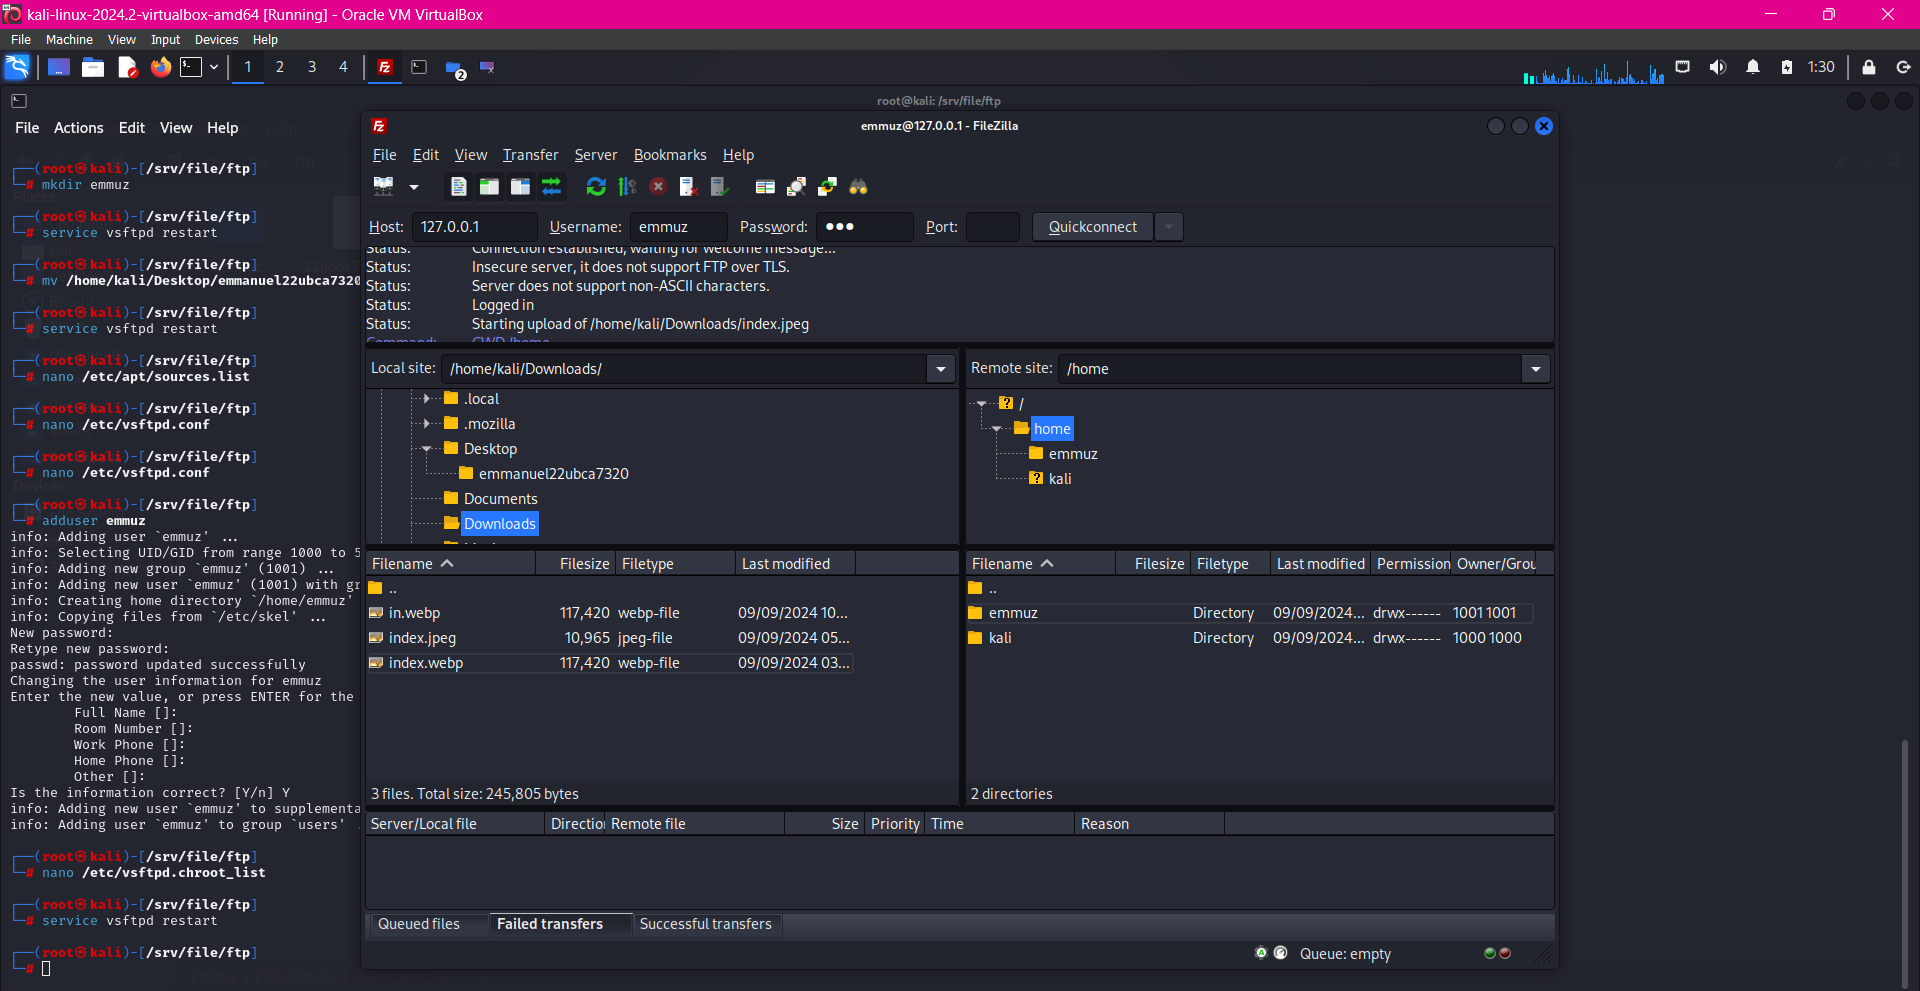 kali-linux-2024.2-virtualbox-amd64 [Running] - Oracle VM VirtualBox
File Machine View Input Devices Help
1 2 3 4 2 1:30
root@kali: /srv/file/ftp
File Actions Edit View Help
┌──(root㉿kali)-[/srv/file/ftp]
└─# mkdir emmuz
┌──(root㉿kali)-[/srv/file/ftp]
└─# service vsftpd restart
┌──(root㉿kali)-[/srv/file/ftp]
└─# mv /home/kali/Desktop/emmanuel22ubca7320
┌──(root㉿kali)-[/srv/file/ftp]
└─# service vsftpd restart
┌──(root㉿kali)-[/srv/file/ftp]
└─# nano /etc/apt/sources.list
┌──(root㉿kali)-[/srv/file/ftp]
└─# nano /etc/vsftpd.conf
┌──(root㉿kali)-[/srv/file/ftp]
└─# nano /etc/vsftpd.conf
┌──(root㉿kali)-[/srv/file/ftp]
└─# adduser emmuz
info: Adding user `emmuz' ...
info: Selecting UID/GID from range 1000 to 5
info: Adding new group `emmuz' (1001) ...
info: Adding new user `emmuz' (1001) with gr
info: Creating home directory `/home/emmuz'
info: Copying files from `/etc/skel' ...
New password:
Retype new password:
passwd: password updated successfully
Changing the user information for emmuz
Enter the new value, or press ENTER for the
Full Name []:
Room Number []:
Work Phone []:
Home Phone []:
Other []:
Is the information correct? [Y/n] Y
info: Adding new user `emmuz' to supplementa
info: Adding user `emmuz' to group `users'
┌──(root㉿kali)-[/srv/file/ftp]
└─# nano /etc/vsftpd.chroot_list
┌──(root㉿kali)-[/srv/file/ftp]
└─# service vsftpd restart
┌──(root㉿kali)-[/srv/file/ftp]
└─#
emmuz@127.0.0.1 - FileZilla
File Edit View Transfer Server Bookmarks Help
Host: 127.0.0.1 Username: emmuz Password: ●●● Port: Quickconnect
Status: Connection established, waiting for welcome message...
Status: Insecure server, it does not support FTP over TLS.
Status: Server does not support non-ASCII characters.
Status: Logged in
Status: Starting upload of /home/kali/Downloads/index.jpeg
Command: CWD /home
Local site: /home/kali/Downloads/
.local
.mozilla
Desktop
emmanuel22ubca7320
Documents
Downloads
Remote site: /home
/
home
emmuz
kali
Filename Filesize Filetype Last modified
..
in.webp 117,420 webp-file 09/09/2024 10...
index.jpeg 10,965 jpeg-file 09/09/2024 05...
index.webp 117,420 webp-file 09/09/2024 03...
3 files. Total size: 245,805 bytes
Filename Filesize Filetype Last modified Permission Owner/Grou
..
emmuz Directory 09/09/2024... drwx------ 1001 1001
kali Directory 09/09/2024... drwx------ 1000 1000
2 directories
Server/Local file Directio Remote file Size Priority Time Reason
Queued files Failed transfers Successful transfers
Queue: empty